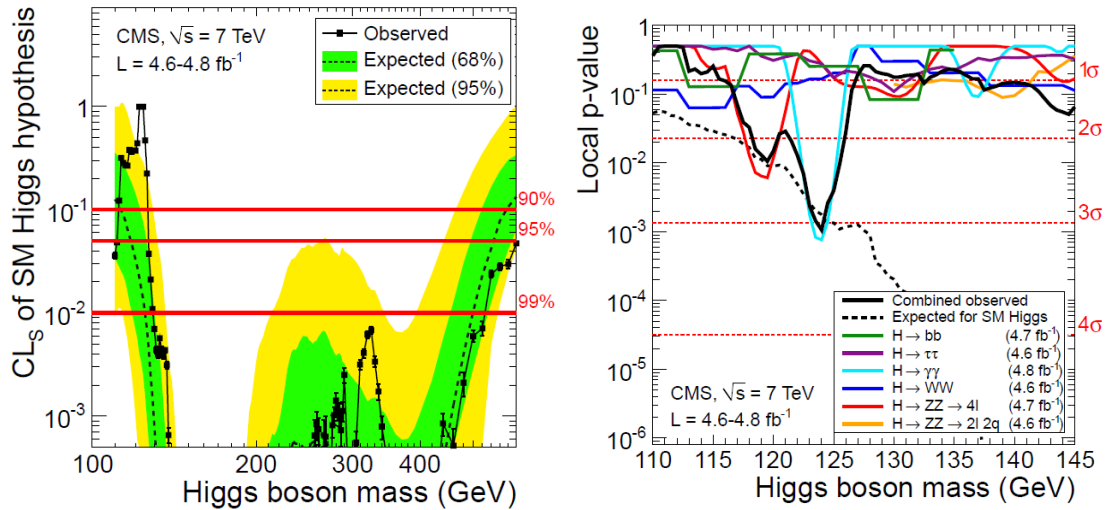 CMS, √s = 7 TeV
L = 4.6-4.8 fb⁻¹
Observed
Expected (68%)
Expected (95%)
CLₛ of SM Higgs hypothesis
1
10⁻¹
10⁻²
10⁻³
90%
95%
99%
100
200
300
400
Higgs boson mass (GeV)
Local p-value
1
10⁻¹
10⁻²
10⁻³
10⁻⁴
10⁻⁵
10⁻⁶
1σ
2σ
3σ
4σ
Combined observed
Expected for SM Higgs
H → bb (4.7 fb⁻¹)
H → ττ (4.6 fb⁻¹)
H → γγ (4.8 fb⁻¹)
H → WW (4.6 fb⁻¹)
H → ZZ → 4l (4.7 fb⁻¹)
H → ZZ → 2l 2q (4.6 fb⁻¹)
CMS, √s = 7 TeV
L = 4.6-4.8 fb⁻¹
110 115 120 125 130 135 140 145
Higgs boson mass (GeV)